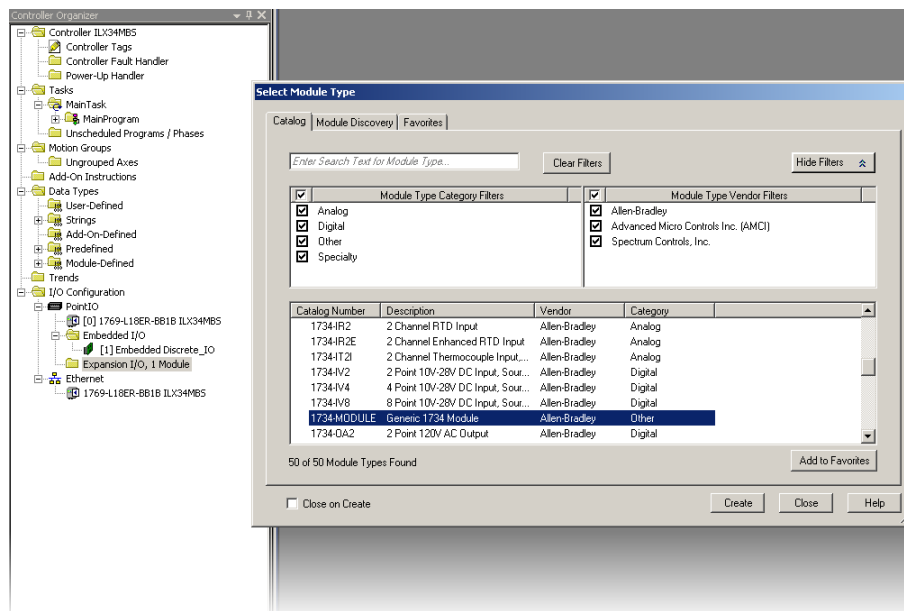 Controller Organizer
Controller ILX34MBS
Controller Tags
Controller Fault Handler
Power-Up Handler
Tasks
MainTask
MainProgram
Unscheduled Programs / Phases
Motion Groups
Ungrouped Axes
Add-On Instructions
Data Types
User-Defined
Strings
Add-On-Defined
Predefined
Module-Defined
Trends
I/O Configuration
PointIO
[0] 1769-L18ER-BB1B ILX34MBS
Embedded I/O
[1] Embedded Discrete_IO
Expansion I/O, 1 Module
Ethernet
1769-L18ER-BB1B ILX34MBS
Select Module Type
Catalog Module Discovery Favorites
Enter Search Text for Module Type... Clear Filters Hide Filters
Module Type Category Filters Module Type Vendor Filters
Analog Allen-Bradley
Digital Advanced Micro Controls Inc. (AMCI)
Other Spectrum Controls, Inc.
Specialty
Catalog Number Description Vendor Category
1734-IR2 2 Channel RTD Input Allen-Bradley Analog
1734-IR2E 2 Channel Enhanced RTD Input Allen-Bradley Analog
1734-IT2I 2 Channel Thermocouple Input,... Allen-Bradley Analog
1734-IV2 2 Point 10V-28V DC Input, Sour... Allen-Bradley Digital
1734-IV4 4 Point 10V-28V DC Input, Sour... Allen-Bradley Digital
1734-IV8 8 Point 10V-28V DC Input, Sour... Allen-Bradley Digital
1734-MODULE Generic 1734 Module Allen-Bradley Other
1734-OA2 2 Point 120V AC Output Allen-Bradley Digital
50 of 50 Module Types Found Add to Favorites
Close on Create Create Close Help